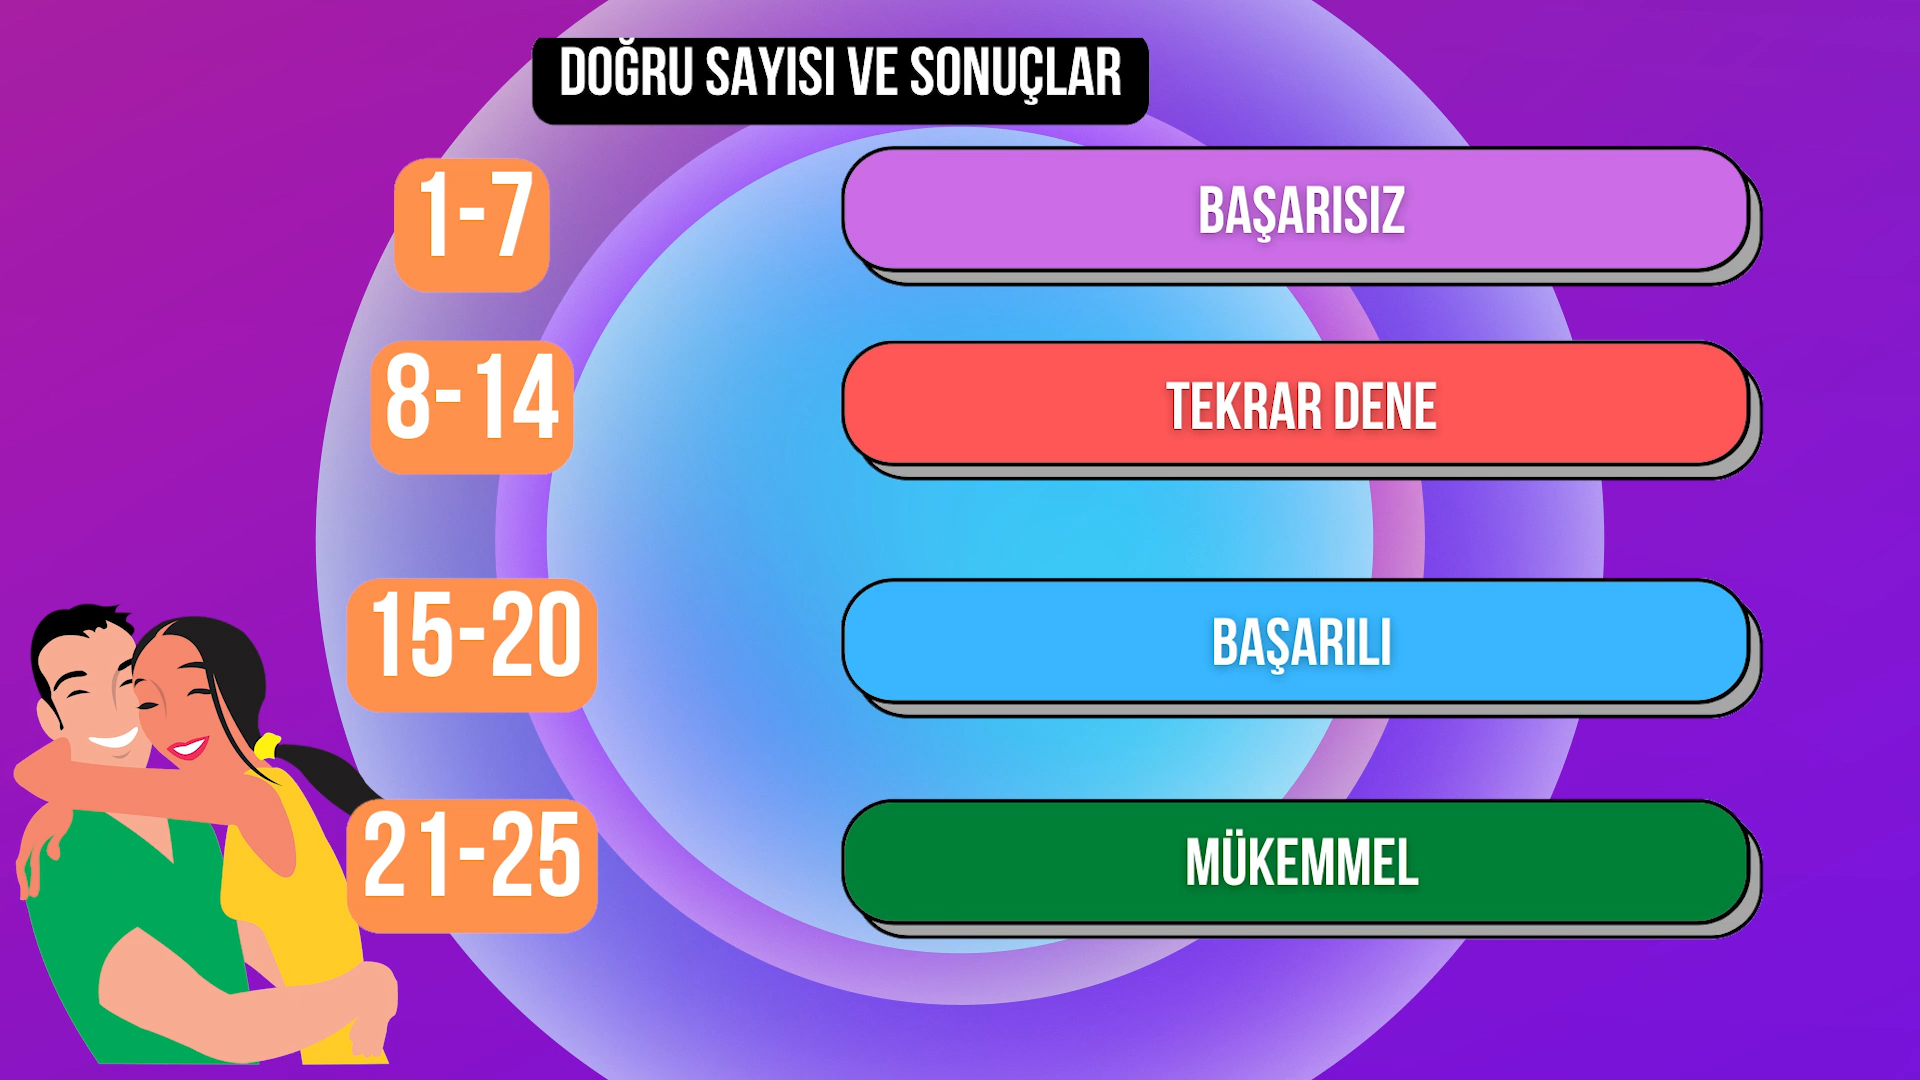 DOĞRU SAYISI VE SONUÇLAR
1-7
BAŞARISIZ
8-14
TEKRAR DENE
15-20
BAŞARILI
21-25
MÜKEMMEL